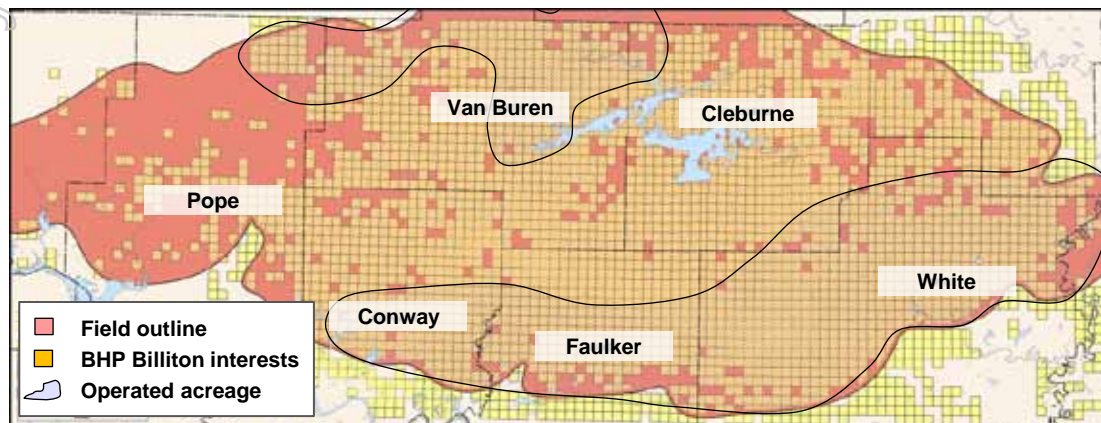 Van Buren
Cleburne
Pope
White
Conway
Faulker
Field outline
BHP Billiton interests
Operated acreage